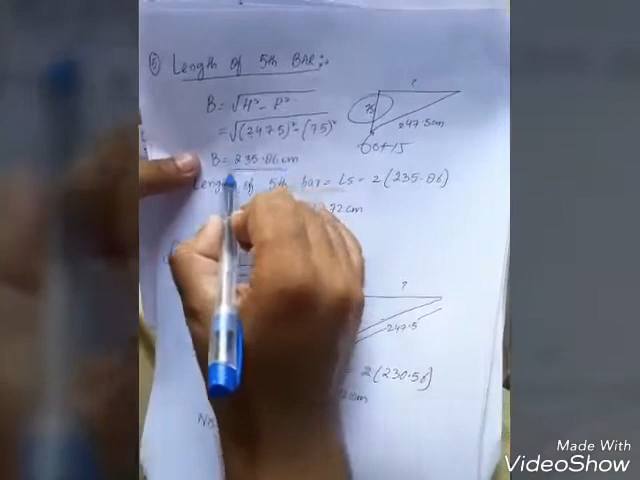 ⑤ Length of 5th BAR:-
B = √H² - P²
= √(247.5)² - (75)²
B = 235.86 cm
?
75
247.5cm
60+15
Length of 5th bar = L5 = 2(235.86)
.72 cm
?
247.5
= 2(230.56)
cm
Made With
VideoShow